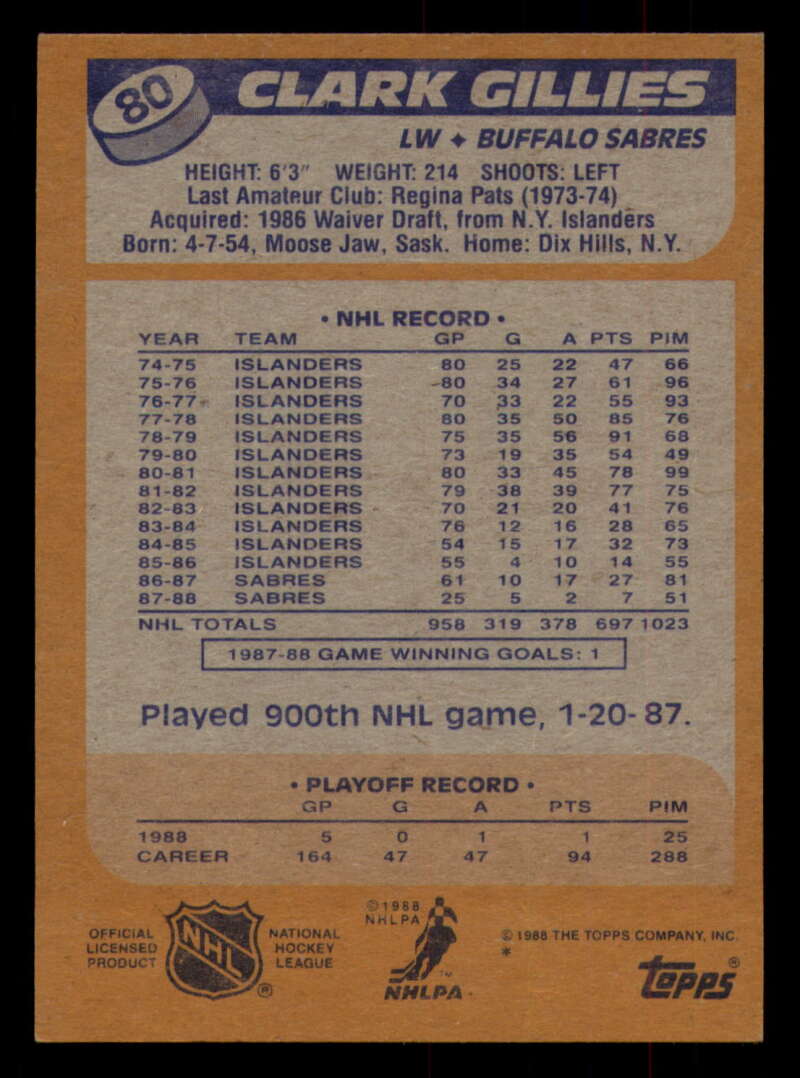 80
CLARK GILLIES
LW ✦ BUFFALO SABRES
HEIGHT: 6'3" WEIGHT: 214 SHOOTS: LEFT
Last Amateur Club: Regina Pats (1973-74)
Acquired: 1986 Waiver Draft, from N.Y. Islanders
Born: 4-7-54, Moose Jaw, Sask. Home: Dix Hills, N.Y.
• NHL RECORD •
YEAR TEAM GP G A PTS PIM
74-75 ISLANDERS 80 25 22 47 66
75-76 ISLANDERS 80 34 27 61 96
76-77 ISLANDERS 70 33 22 55 93
77-78 ISLANDERS 80 35 50 85 76
78-79 ISLANDERS 75 35 56 91 68
79-80 ISLANDERS 73 19 35 54 49
80-81 ISLANDERS 80 33 45 78 99
81-82 ISLANDERS 79 38 39 77 75
82-83 ISLANDERS 70 21 20 41 76
83-84 ISLANDERS 76 12 16 28 65
84-85 ISLANDERS 54 15 17 32 73
85-86 ISLANDERS 55 4 10 14 55
86-87 SABRES 61 10 17 27 81
87-88 SABRES 25 5 2 7 51
NHL TOTALS 958 319 378 697 1023
1987-88 GAME WINNING GOALS: 1
Played 900th NHL game, 1-20-87.
• PLAYOFF RECORD •
GP G A PTS PIM
1988 5 0 1 1 25
CAREER 164 47 47 94 288
OFFICIAL
LICENSED
PRODUCT
NHL
®
NATIONAL
HOCKEY
LEAGUE
©1988
NHLPA
TM
NHLPA
© 1988 THE TOPPS COMPANY, INC.
*
topps®